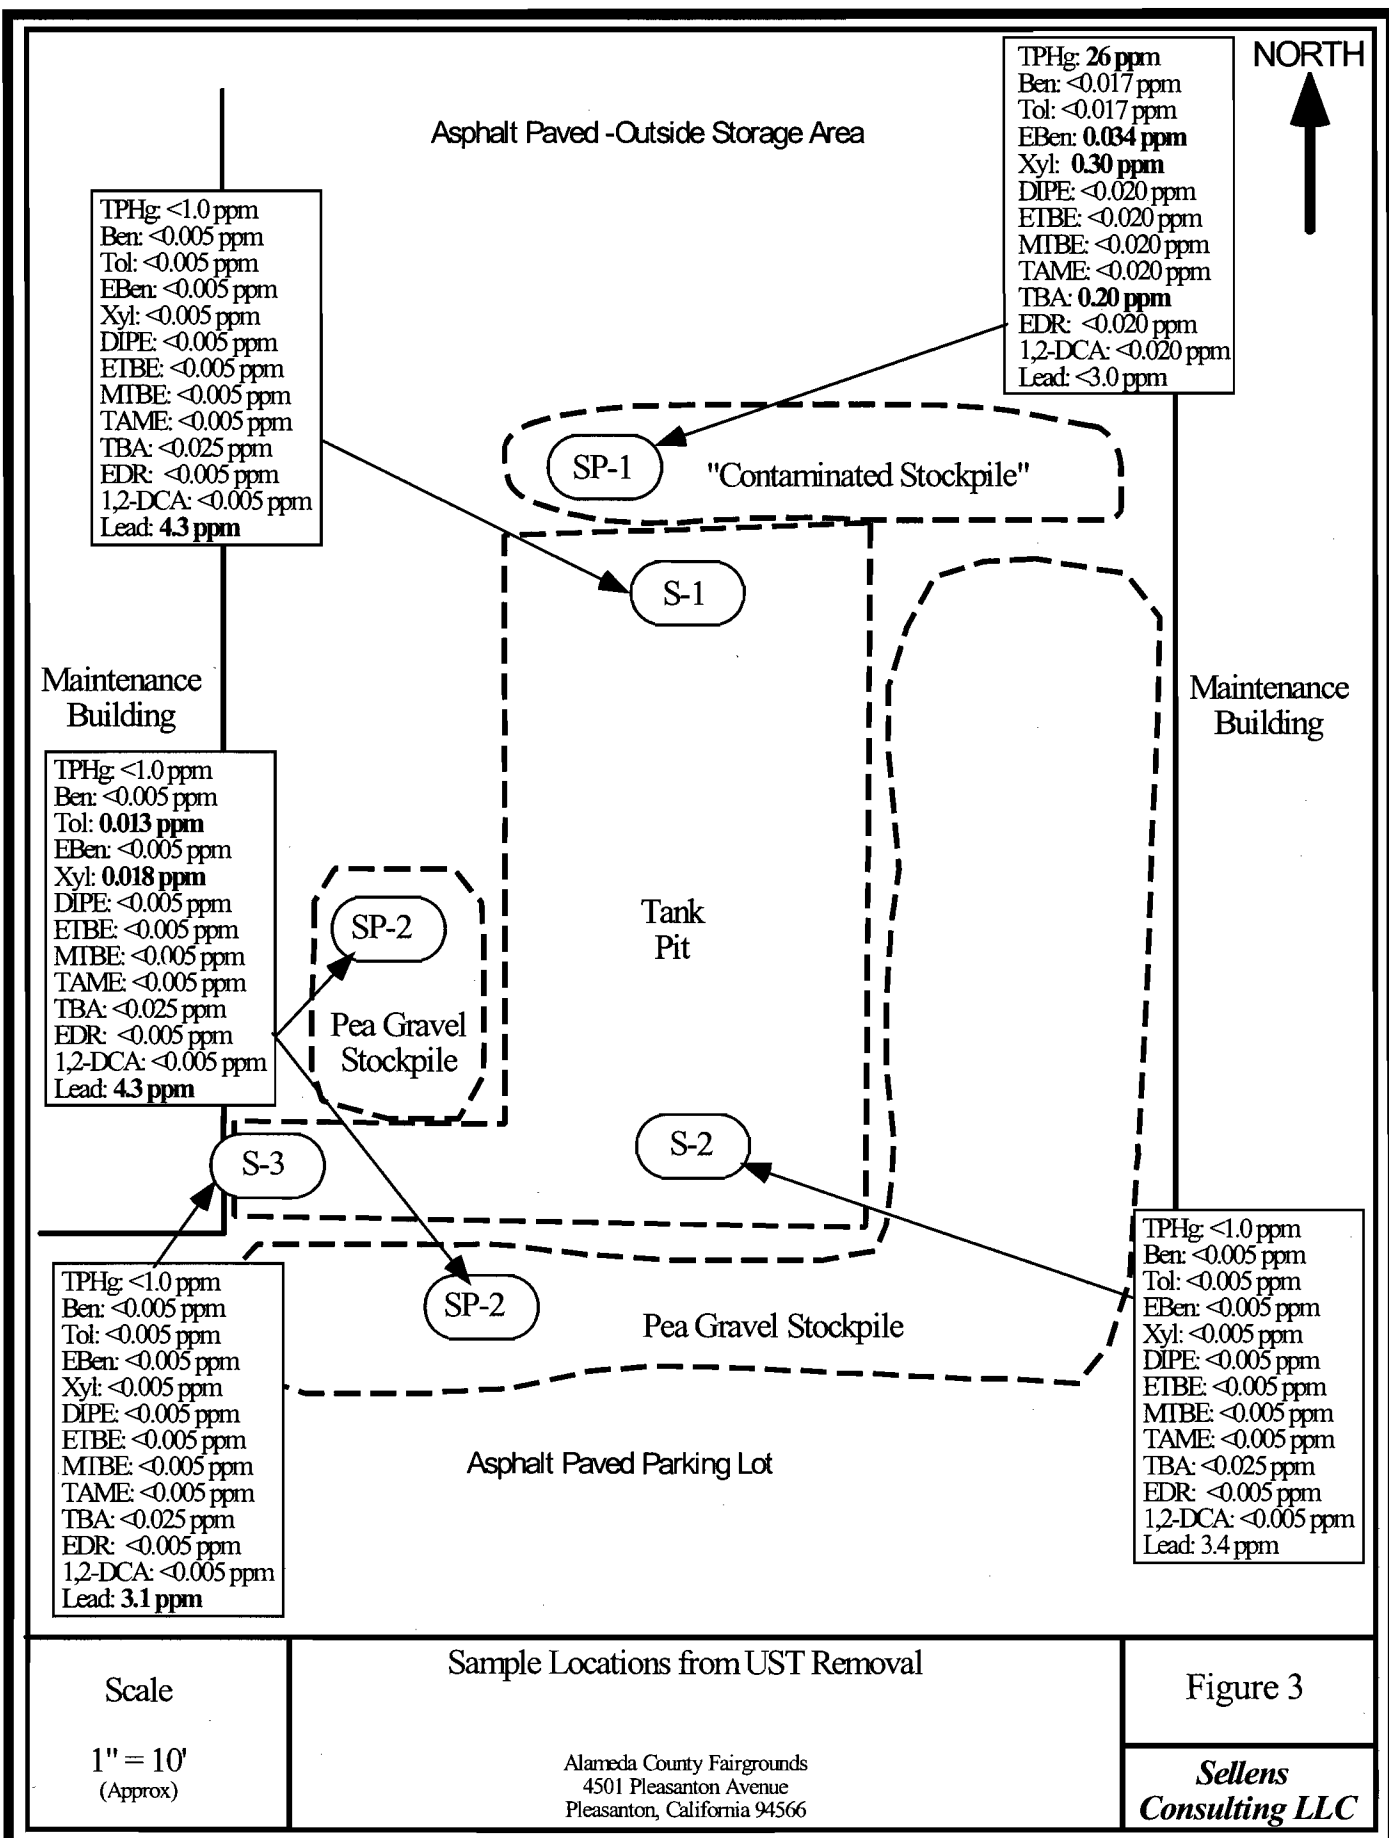 NORTH
Asphalt Paved -Outside Storage Area
TPHg: 26 ppm
Ben: <0.017 ppm
Tol: <0.017 ppm
EBen: 0.034 ppm
Xyl: 0.30 ppm
DIPE: <0.020 ppm
ETBE: <0.020 ppm
MTBE: <0.020 ppm
TAME: <0.020 ppm
TBA: 0.20 ppm
EDR: <0.020 ppm
1,2-DCA: <0.020 ppm
Lead: <3.0 ppm
TPHg: <1.0 ppm
Ben: <0.005 ppm
Tol: <0.005 ppm
EBen: <0.005 ppm
Xyl: <0.005 ppm
DIPE: <0.005 ppm
ETBE: <0.005 ppm
MTBE: <0.005 ppm
TAME: <0.005 ppm
TBA: <0.025 ppm
EDR: <0.005 ppm
1,2-DCA: <0.005 ppm
Lead: 4.3 ppm
SP-1
"Contaminated Stockpile"
S-1
Maintenance
Building
Maintenance
Building
TPHg: <1.0 ppm
Ben: <0.005 ppm
Tol: 0.013 ppm
EBen: <0.005 ppm
Xyl: 0.018 ppm
DIPE: <0.005 ppm
ETBE: <0.005 ppm
MTBE: <0.005 ppm
TAME: <0.005 ppm
TBA: <0.025 ppm
EDR: <0.005 ppm
1,2-DCA: <0.005 ppm
Lead: 4.3 ppm
SP-2
Pea Gravel
Stockpile
Tank
Pit
S-3
S-2
SP-2
Pea Gravel Stockpile
TPHg: <1.0 ppm
Ben: <0.005 ppm
Tol: <0.005 ppm
EBen: <0.005 ppm
Xyl: <0.005 ppm
DIPE: <0.005 ppm
ETBE: <0.005 ppm
MTBE: <0.005 ppm
TAME: <0.005 ppm
TBA: <0.025 ppm
EDR: <0.005 ppm
1,2-DCA: <0.005 ppm
Lead: 3.1 ppm
TPHg: <1.0 ppm
Ben: <0.005 ppm
Tol: <0.005 ppm
EBen: <0.005 ppm
Xyl: <0.005 ppm
DIPE: <0.005 ppm
ETBE: <0.005 ppm
MTBE: <0.005 ppm
TAME: <0.005 ppm
TBA: <0.025 ppm
EDR: <0.005 ppm
1,2-DCA: <0.005 ppm
Lead: 3.4 ppm
Asphalt Paved Parking Lot
Scale
1" = 10'
(Approx)
Sample Locations from UST Removal
Alameda County Fairgrounds
4501 Pleasanton Avenue
Pleasanton, California 94566
Figure 3
Sellens
Consulting LLC